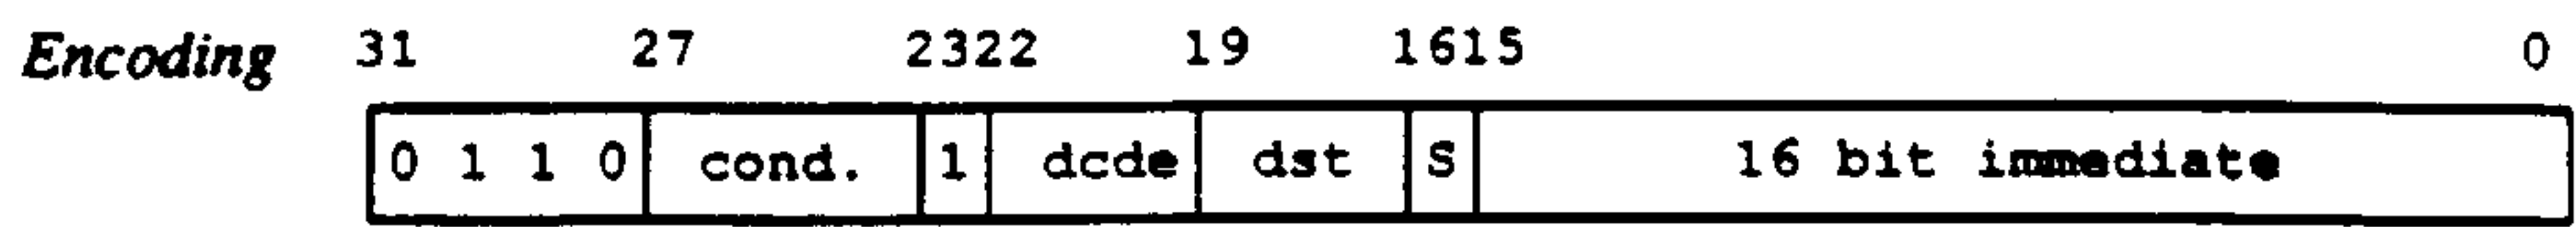 Encoding 31 27 2322 19 1615 0
0 1 1 0 cond. 1 dcde dst S 16 bit immediate